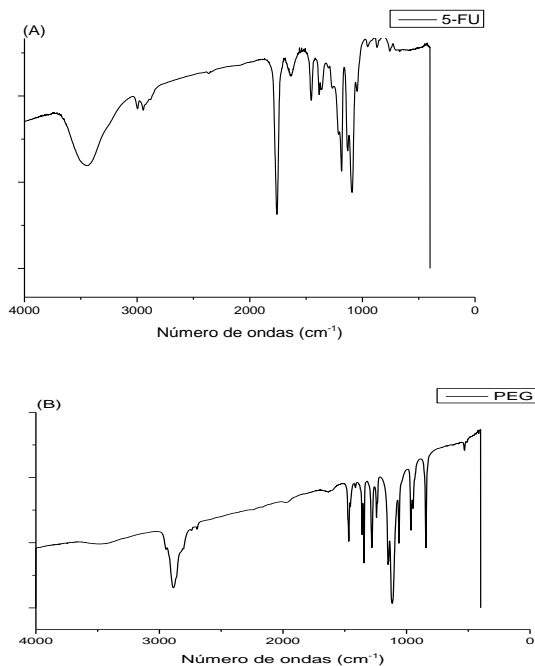 (A)
5-FU
4000 3000 2000 1000 0
Número de ondas (cm⁻¹)
(B)
PEG
4000 3000 2000 1000 0
Número de ondas (cm⁻¹)